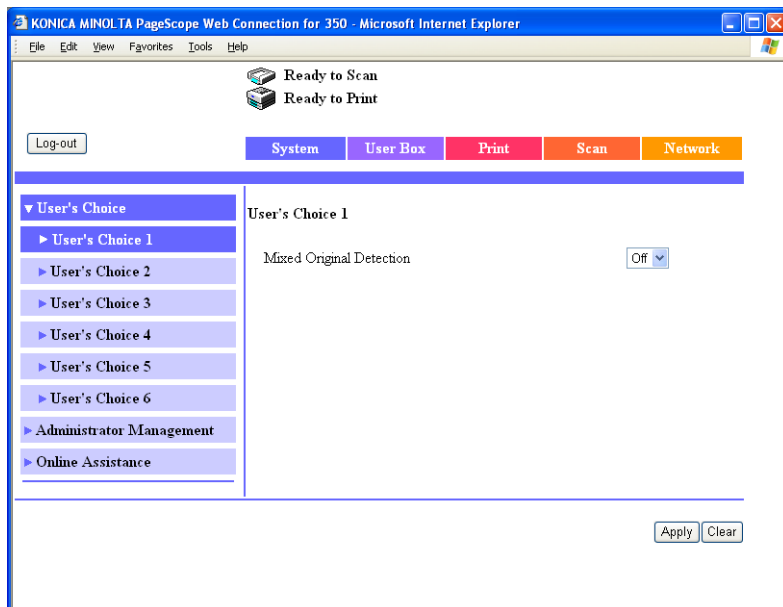 KONICA MINOLTA PageScope Web Connection for 350 - Microsoft Internet Explorer
File Edit View Favorites Tools Help
Ready to Scan
Ready to Print
Log-out
System User Box Print Scan Network
User's Choice
User's Choice 1
User's Choice 2
User's Choice 3
User's Choice 4
User's Choice 5
User's Choice 6
Administrator Management
Online Assistance
User's Choice 1
Mixed Original Detection Off
Apply Clear